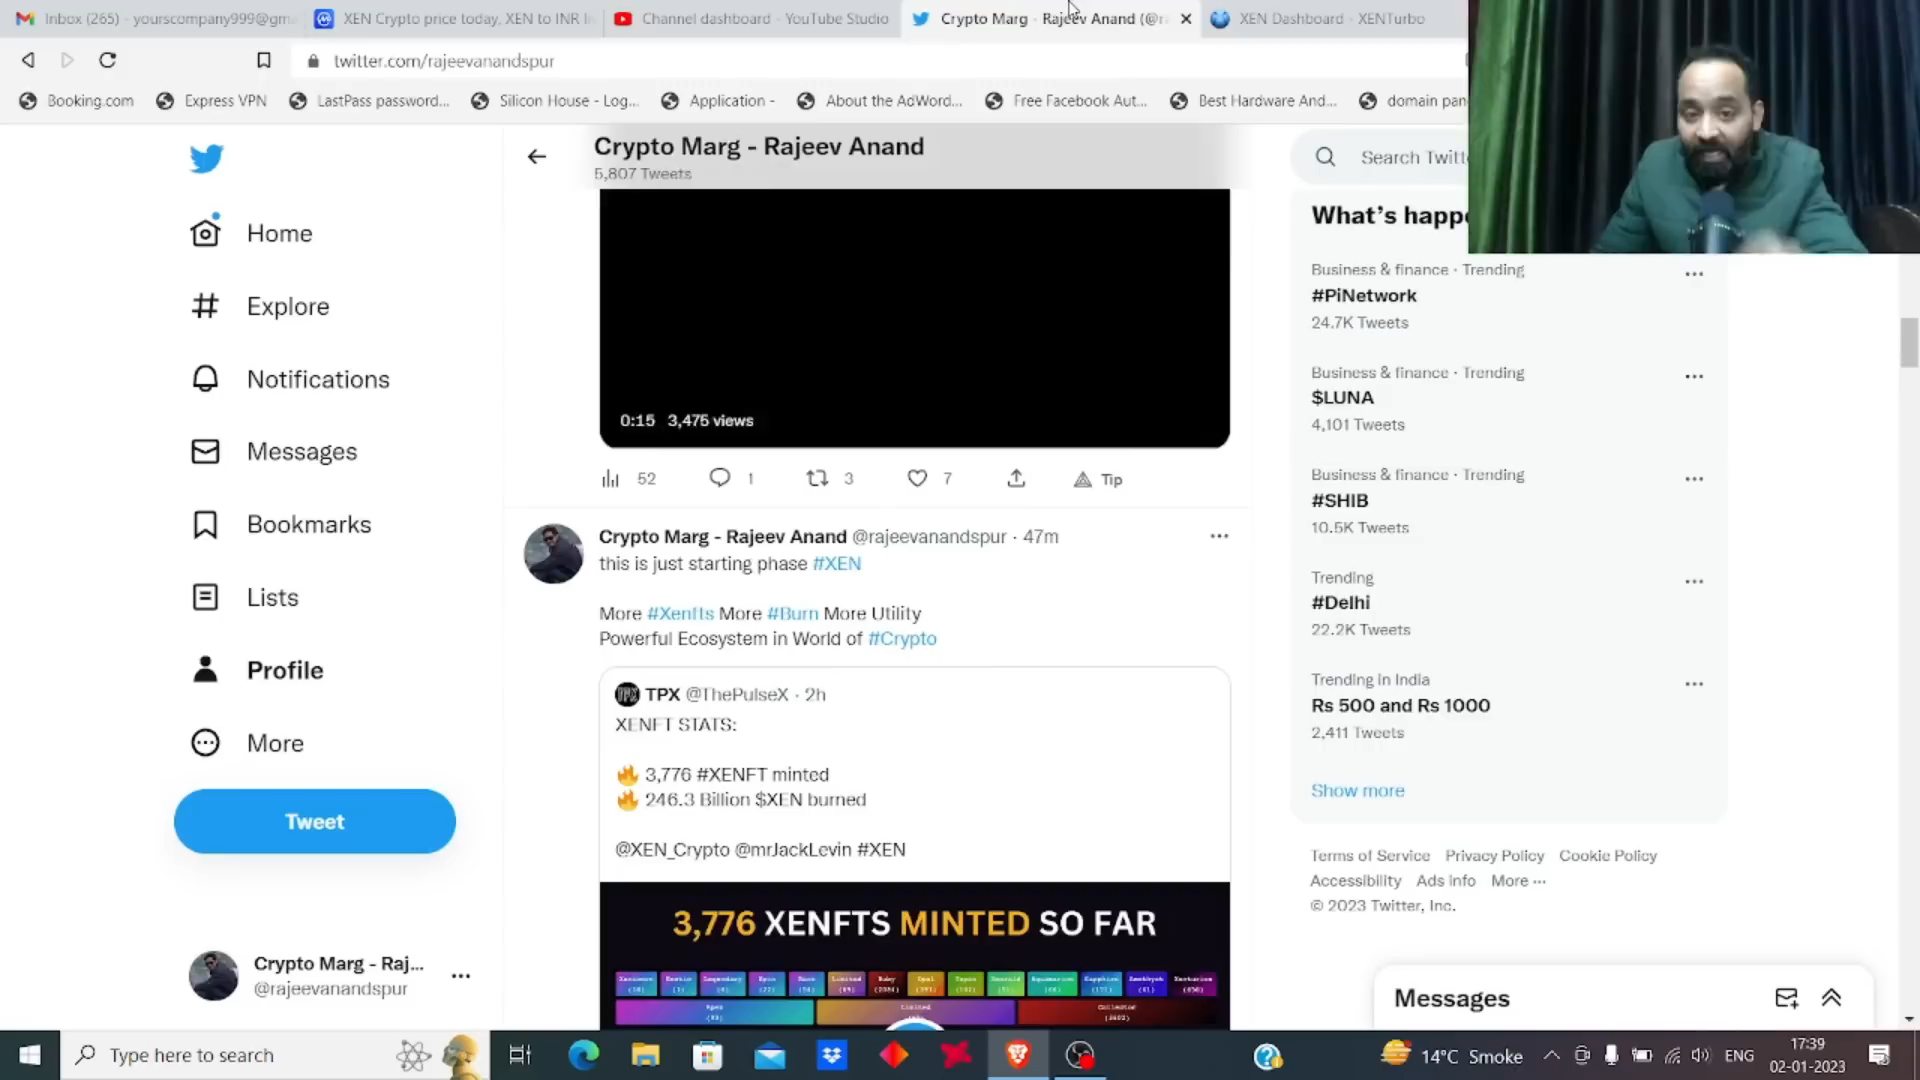 Inbox (265) - yourscompany999@gm
XEN Crypto price today, XEN to INR li
Channel dashboard - YouTube Studio
Crypto Marg - Rajeev Anand (@r
XEN Dashboard - XENTurbo
twitter.com/rajeevanandspur
Booking.com
Express VPN
LastPass password...
Silicon House - Log...
Application -
About the AdWord...
Free Facebook Aut...
Best Hardware And...
domain pan
Crypto Marg - Rajeev Anand
5,807 Tweets
Search Twitt
Home
Explore
Notifications
Messages
Bookmarks
Lists
Profile
More
Tweet
Crypto Marg - Raj...
@rajeevanandspur
0:15 3,475 views
52 1 3 7 Tip
Crypto Marg - Rajeev Anand @rajeevanandspur · 47m
this is just starting phase #XEN
More #Xenfts More #Burn More Utility
Powerful Ecosystem in World of #Crypto
TPX @ThePulseX · 2h
XENFT STATS:
🔥 3,776 #XENFT minted
🔥 246.3 Billion $XEN burned
@XEN_Crypto @mrJackLevin #XEN
3,776 XENFTS MINTED SO FAR
What's happe
Business & finance · Trending
#PiNetwork
24.7K Tweets
Business & finance · Trending
$LUNA
4,101 Tweets
Business & finance · Trending
#SHIB
10.5K Tweets
Trending
#Delhi
22.2K Tweets
Trending in India
Rs 500 and Rs 1000
2,411 Tweets
Show more
Terms of Service Privacy Policy Cookie Policy
Accessibility Ads info More ···
© 2023 Twitter, Inc.
Messages
Type here to search
14°C Smoke
ENG
17:39
02-01-2023